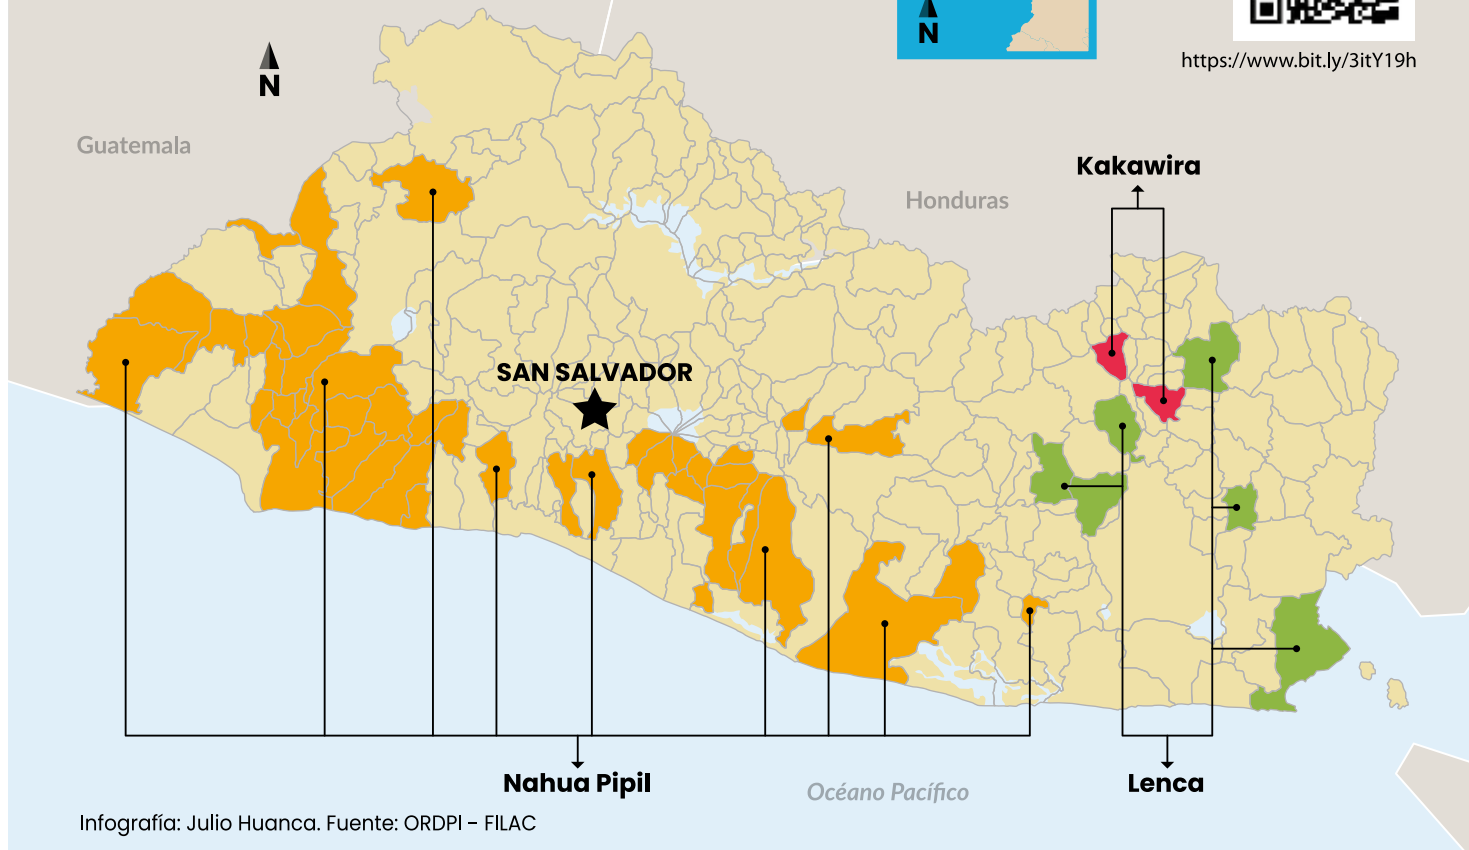 N
https://www.bit.ly/3itY19h
N
Guatemala
Kakawira
Honduras
SAN SALVADOR
Nahua Pipil
Lenca
Océano Pacífico
Infografía: Julio Huanca. Fuente: ORDPI - FILAC